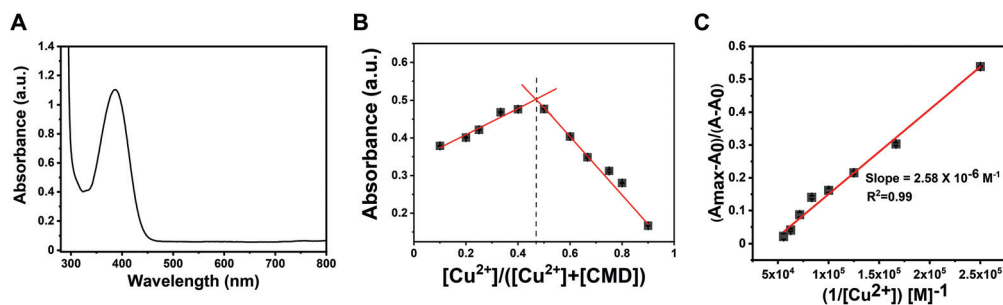 A
Absorbance (a.u.)
1.4
1.2
1
0.8
0.6
0.4
0.2
0
300 400 500 600 700 800
Wavelength (nm)
B
Absorbance (a.u.)
0.5
0.4
0.3
0.2
0 0.2 0.4 0.6 0.8 1
[Cu²⁺]/([Cu²⁺]+[CMD])
C
(Amax-A₀)/(A-A₀)
0.6
0.5
0.4
0.3
0.2
0.1
0
Slope = 2.58 X 10⁻⁶ M⁻¹
R²=0.99
5x10⁴ 1x10⁵ 2x10⁵ 2x10⁵ 2.5x10⁵
(1/[Cu²⁺]) [M]⁻¹